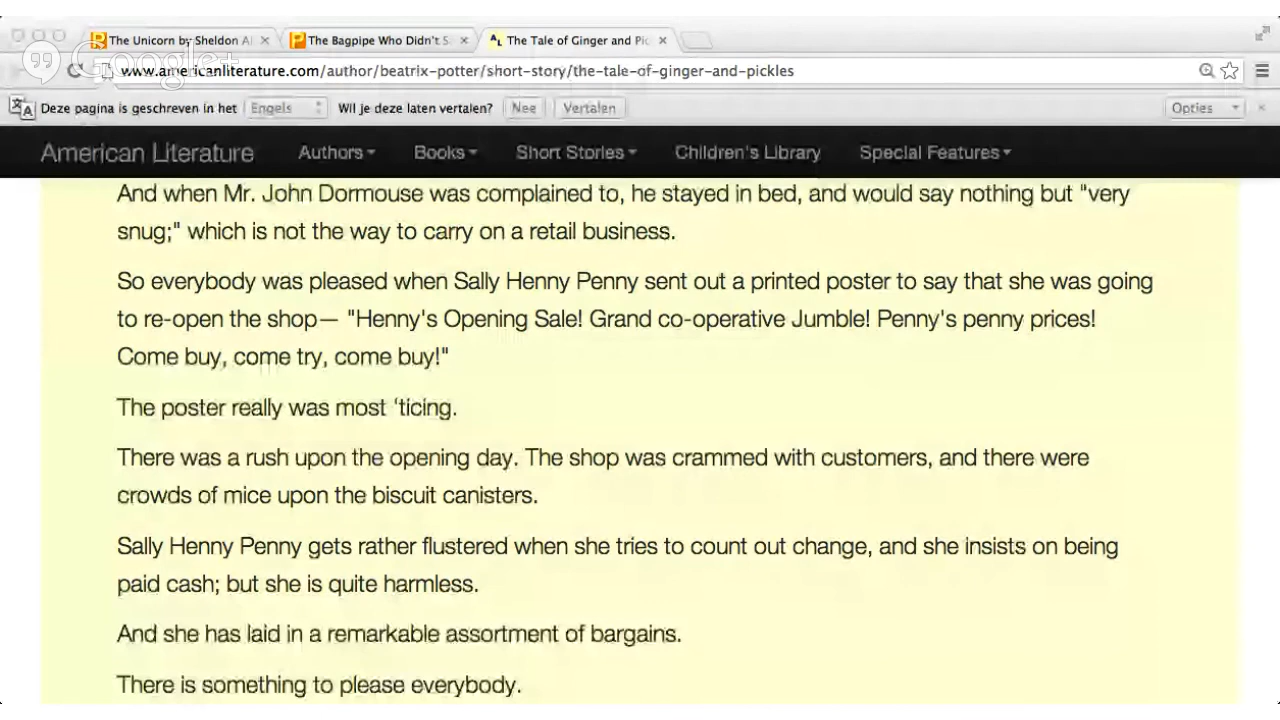 The Unicorn by Sheldon Al
The Bagpipe Who Didn't S
The Tale of Ginger and Pic
Google+
www.americanliterature.com/author/beatrix-potter/short-story/the-tale-of-ginger-and-pickles
Deze pagina is geschreven in het Engels Wil je deze laten vertalen? Nee Vertalen Opties
American Literature Authors Books Short Stories Children's Library Special Features
And when Mr. John Dormouse was complained to, he stayed in bed, and would say nothing but "very
snug;" which is not the way to carry on a retail business.
So everybody was pleased when Sally Henny Penny sent out a printed poster to say that she was going
to re-open the shop— "Henny's Opening Sale! Grand co-operative Jumble! Penny's penny prices!
Come buy, come try, come buy!"
The poster really was most 'ticing.
There was a rush upon the opening day. The shop was crammed with customers, and there were
crowds of mice upon the biscuit canisters.
Sally Henny Penny gets rather flustered when she tries to count out change, and she insists on being
paid cash; but she is quite harmless.
And she has laid in a remarkable assortment of bargains.
There is something to please everybody.